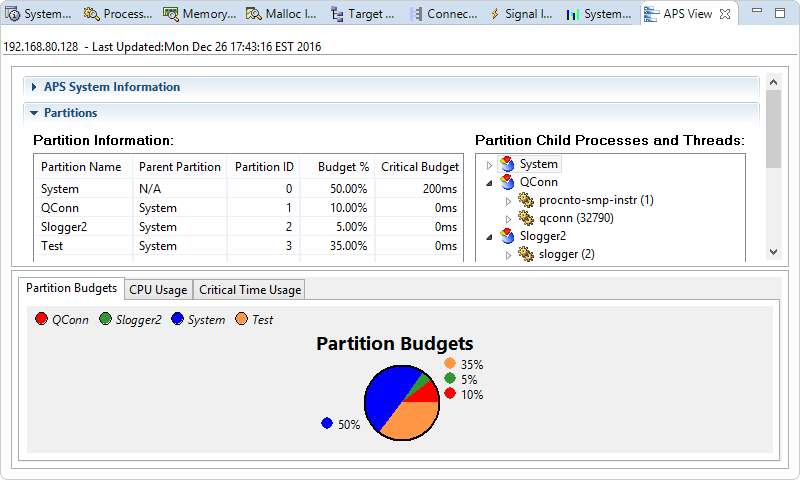 System... Process... Memory... Malloc I... Target ... Connec... Signal I... System... APS View
192.168.80.128 - Last Updated:Mon Dec 26 17:43:16 EST 2016
APS System Information
Partitions
Partition Information:
Partition Name Parent Partition Partition ID Budget % Critical Budget
System N/A 0 50.00% 200ms
QConn System 1 10.00% 0ms
Slogger2 System 2 5.00% 0ms
Test System 3 35.00% 0ms
Partition Child Processes and Threads:
System
QConn
procnto-smp-instr (1)
qconn (32790)
Slogger2
slogger (2)
Partition Budgets CPU Usage Critical Time Usage
QConn Slogger2 System Test
Partition Budgets
35%
5%
10%
50%